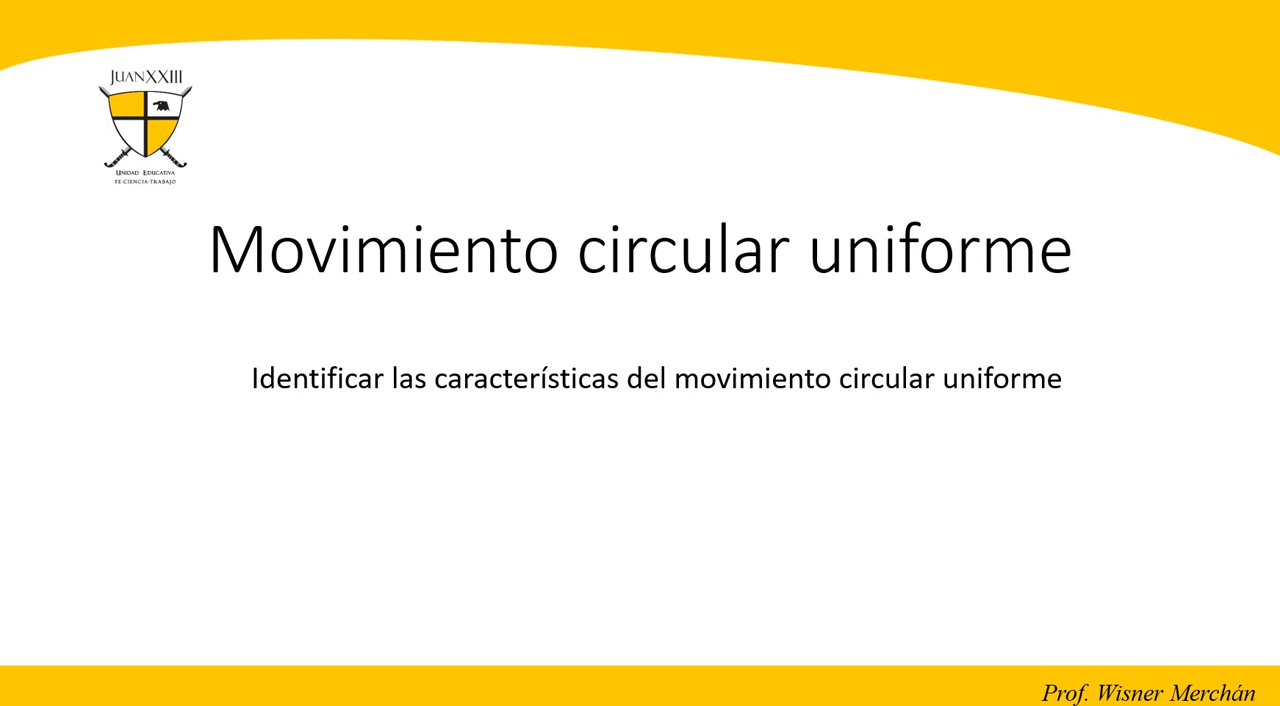 JUANXXIII
UNIDAD EDUCATIVA
FE-CIENCIA-TRABAJO
Movimiento circular uniforme
Identificar las características del movimiento circular uniforme
Prof. Wisner Merchán